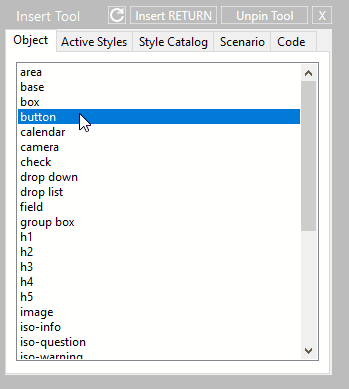 Insert Tool Insert RETURN Unpin Tool X
Object Active Styles Style Catalog Scenario Code
area
base
box
button
calendar
camera
check
drop down
drop list
field
group box
h1
h2
h3
h4
h5
image
iso-info
iso-question
iso-warning